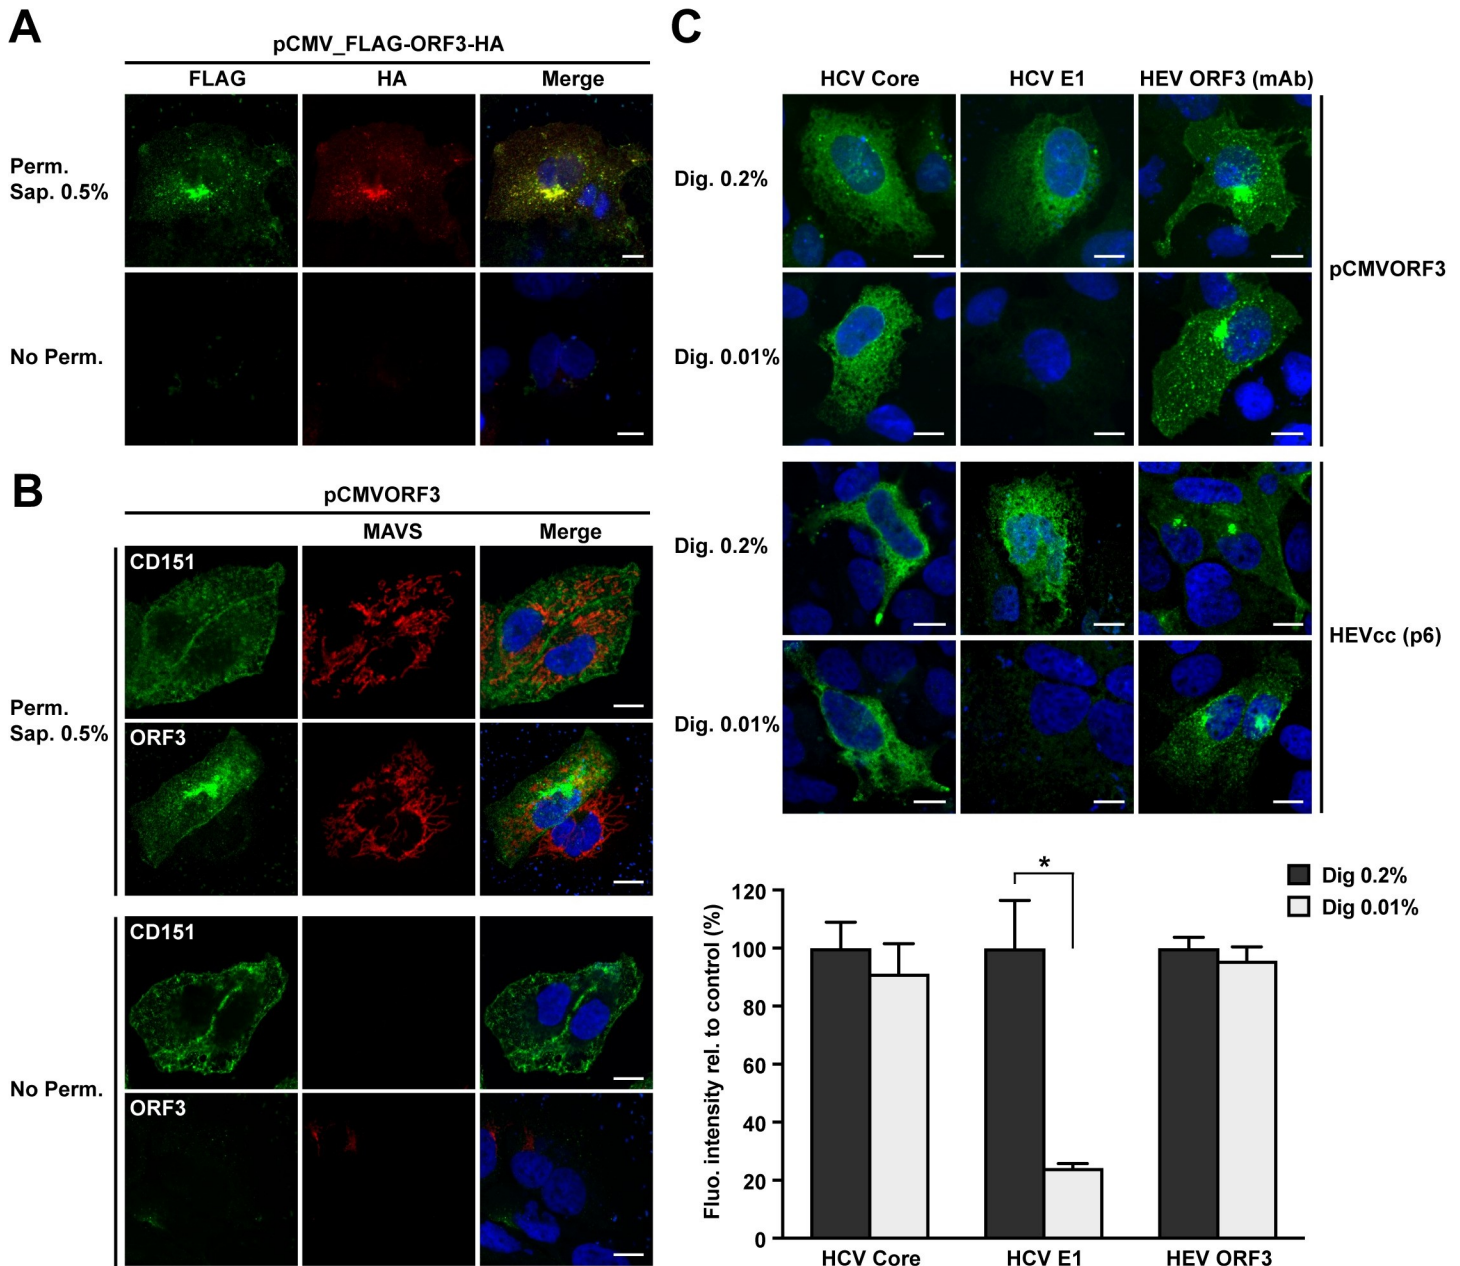 A
pCMV_FLAG-ORF3-HA
FLAG HA Merge
Perm.
Sap. 0.5%
No Perm.
B
pCMVORF3
MAVS Merge
CD151
Perm.
Sap. 0.5%
ORF3
CD151
No Perm.
ORF3
C
HCV Core HCV E1 HEV ORF3 (mAb)
Dig. 0.2%
pCMVORF3
Dig. 0.01%
Dig. 0.2%
HEVcc (p6)
Dig. 0.01%
*
Dig 0.2%
Dig 0.01%
Fluo. intensity rel. to control (%)
120
100
80
60
40
20
0
HCV Core HCV E1 HEV ORF3